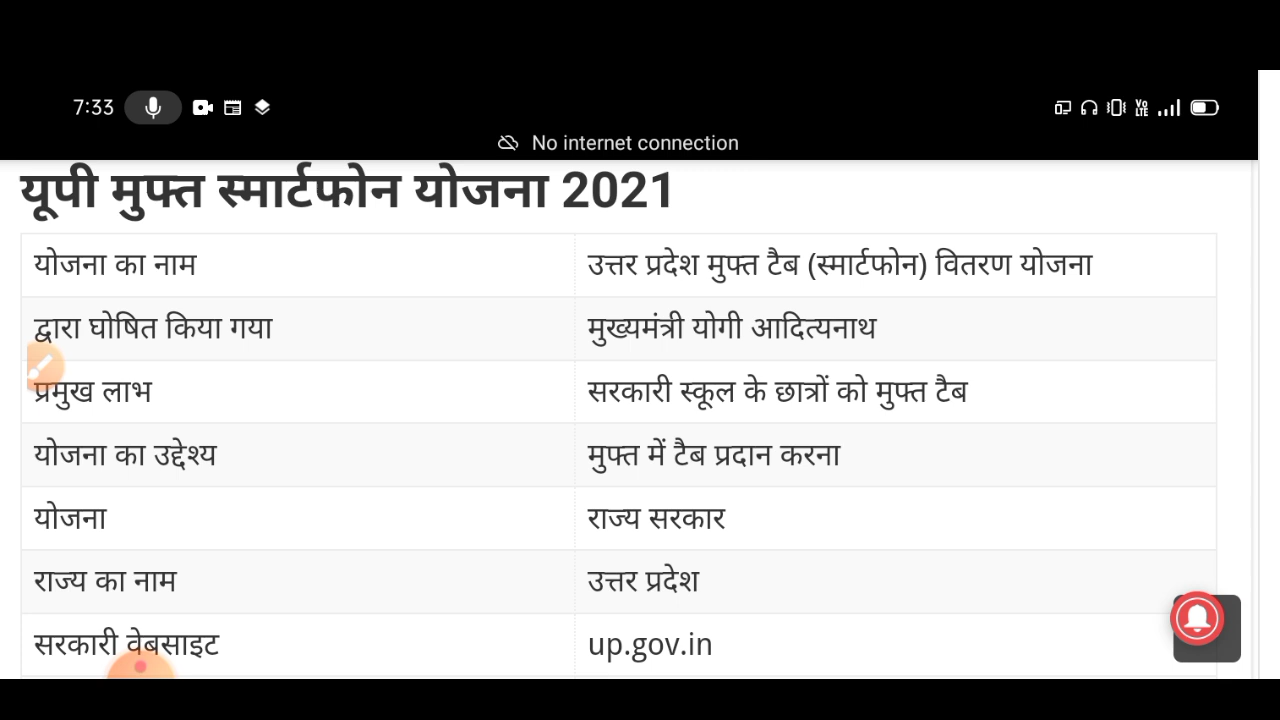 7:33
No internet connection
यूपी मुफ्त स्मार्टफोन योजना 2021
योजना का नाम उत्तर प्रदेश मुफ्त टैब (स्मार्टफोन) वितरण योजना
द्वारा घोषित किया गया मुख्यमंत्री योगी आदित्यनाथ
प्रमुख लाभ सरकारी स्कूल के छात्रों को मुफ्त टैब
योजना का उद्देश्य मुफ्त में टैब प्रदान करना
योजना राज्य सरकार
राज्य का नाम उत्तर प्रदेश
सरकारी वेबसाइट up.gov.in